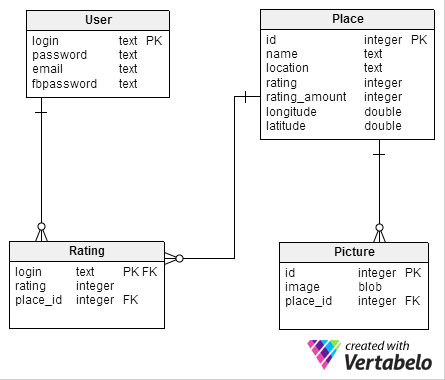 User
login text PK
password text
email text
fbpassword text
Place
id integer PK
name text
location text
rating integer
rating_amount integer
longitude double
latitude double
Rating
login text PK FK
rating integer
place_id integer FK
Picture
id integer PK
image blob
place_id integer FK
created with
Vertabelo